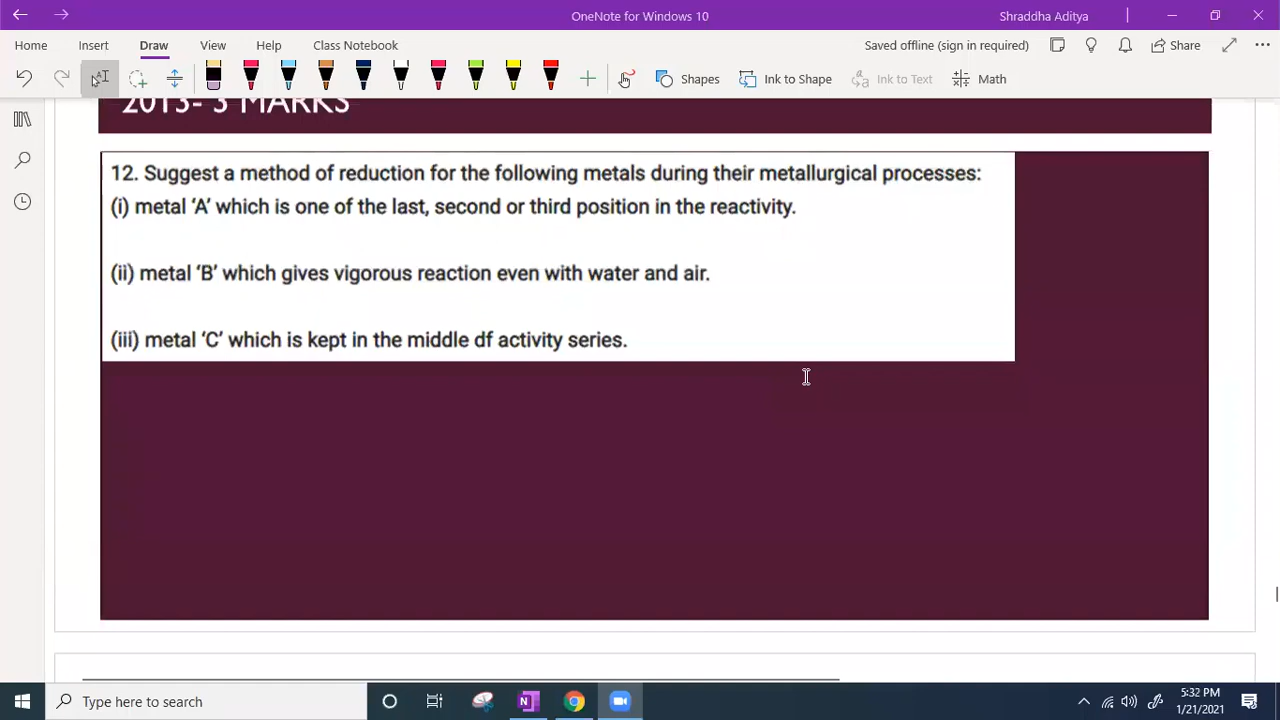 OneNote for Windows 10
Shraddha Aditya
Home Insert Draw View Help Class Notebook
Saved offline (sign in required) Share
Shapes Ink to Shape Ink to Text Math
2013- 3 MARKS
12. Suggest a method of reduction for the following metals during their metallurgical processes:
(i) metal ‘A’ which is one of the last, second or third position in the reactivity.
(ii) metal ‘B’ which gives vigorous reaction even with water and air.
(iii) metal ‘C’ which is kept in the middle df activity series.
Type here to search
5:32 PM
1/21/2021